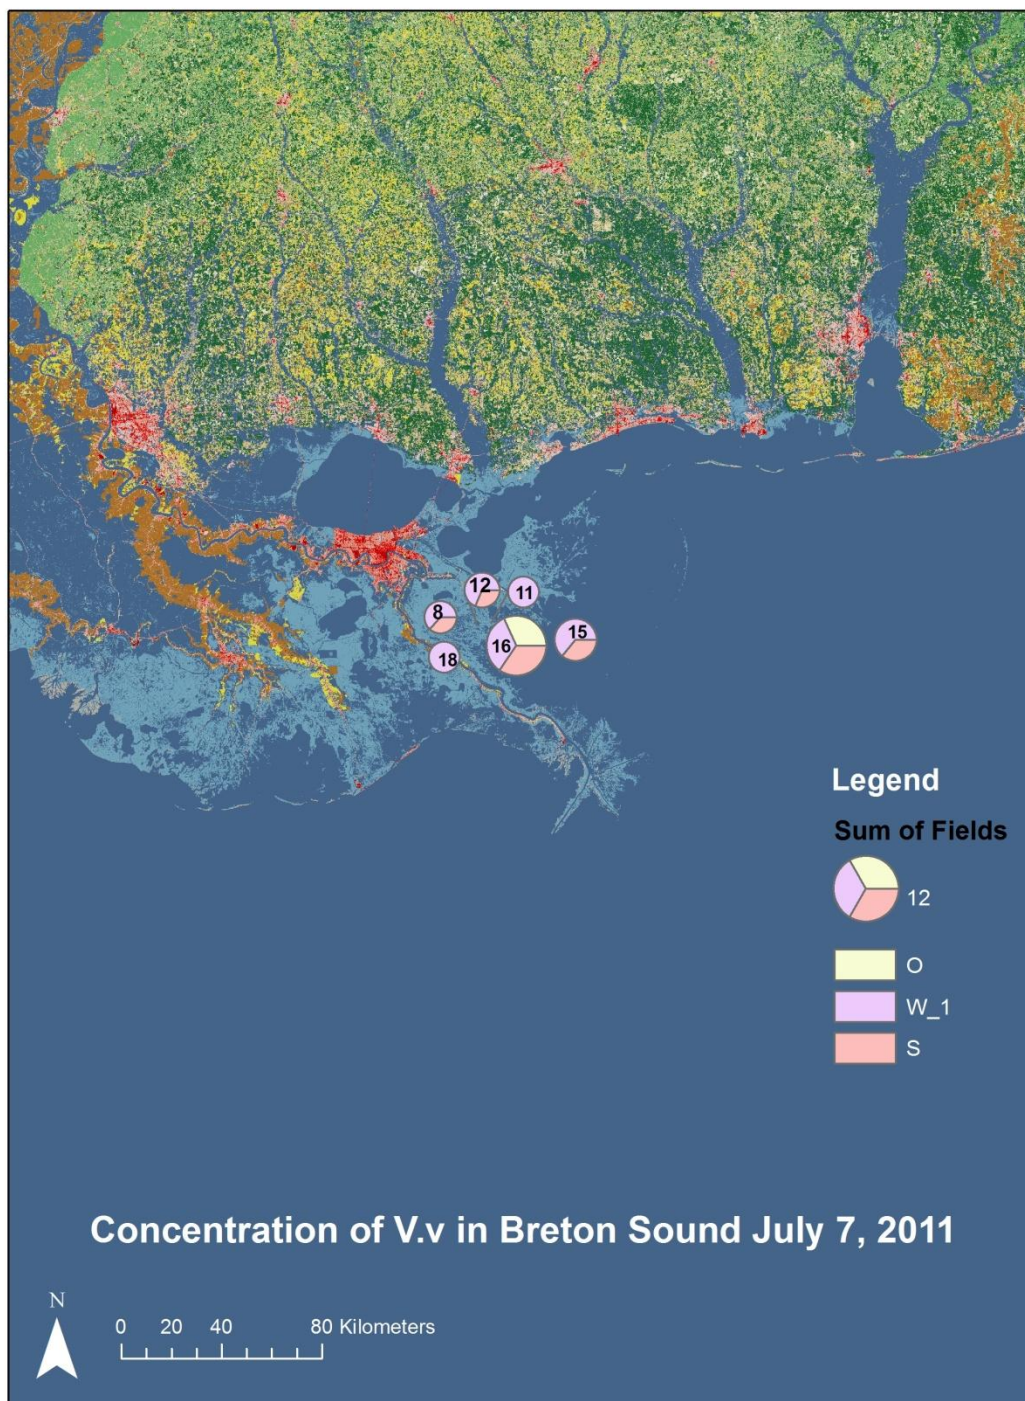 12
11
8
15
16
18
Legend
Sum of Fields
12
O
W_1
S
Concentration of V.v in Breton Sound July 7, 2011
N
0 20 40 80 Kilometers